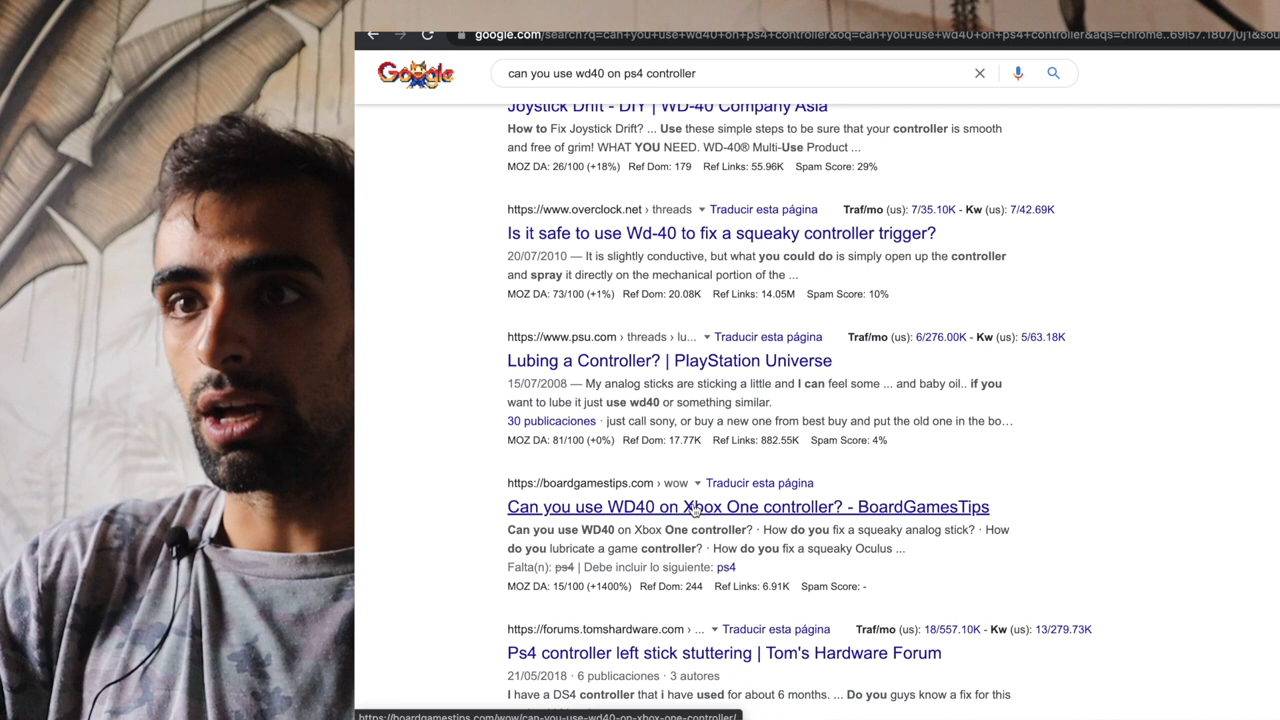 google.com/search?q=can+you+use+wd40+on+ps4+controller&oq=can+you+use+wd40+on+ps4+controller&aqs=chrome..69i57.1807j0j1&sou
Google
can you use wd40 on ps4 controller
Joystick Drift - DIY | WD-40 Company Asia
How to Fix Joystick Drift? ... Use these simple steps to be sure that your controller is smooth
and free of grim! WHAT YOU NEED. WD-40® Multi-Use Product ...
MOZ DA: 26/100 (+18%) Ref Dom: 179 Ref Links: 55.96K Spam Score: 29%
https://www.overclock.net › threads Traducir esta página Traf/mo (us): 7/35.10K - Kw (us): 7/42.69K
Is it safe to use Wd-40 to fix a squeaky controller trigger?
20/07/2010 — It is slightly conductive, but what you could do is simply open up the controller
and spray it directly on the mechanical portion of the ...
MOZ DA: 73/100 (+1%) Ref Dom: 20.08K Ref Links: 14.05M Spam Score: 10%
https://www.psu.com › threads › lu... Traducir esta página Traf/mo (us): 6/276.00K - Kw (us): 5/63.18K
Lubing a Controller? | PlayStation Universe
15/07/2008 — My analog sticks are sticking a little and I can feel some ... and baby oil.. if you
want to lube it just use wd40 or something similar.
30 publicaciones · just call sony, or buy a new one from best buy and put the old one in the bo…
MOZ DA: 81/100 (+0%) Ref Dom: 17.77K Ref Links: 882.55K Spam Score: 4%
https://boardgamestips.com › wow Traducir esta página
Can you use WD40 on Xbox One controller? - BoardGamesTips
Can you use WD40 on Xbox One controller? · How do you fix a squeaky analog stick? · How
do you lubricate a game controller? · How do you fix a squeaky Oculus ...
Falta(n): ps4 | Debe incluir lo siguiente: ps4
MOZ DA: 15/100 (+1400%) Ref Dom: 244 Ref Links: 6.91K Spam Score: -
https://forums.tomshardware.com › ... Traducir esta página Traf/mo (us): 18/557.10K - Kw (us): 13/279.73K
Ps4 controller left stick stuttering | Tom's Hardware Forum
21/05/2018 · 6 publicaciones · 3 autores
I have a DS4 controller that i have used for about 6 months. ... Do you guys know a fix for this
https://boardgamestips.com/wow/can-you-use-wd40-on-xbox-one-controller/